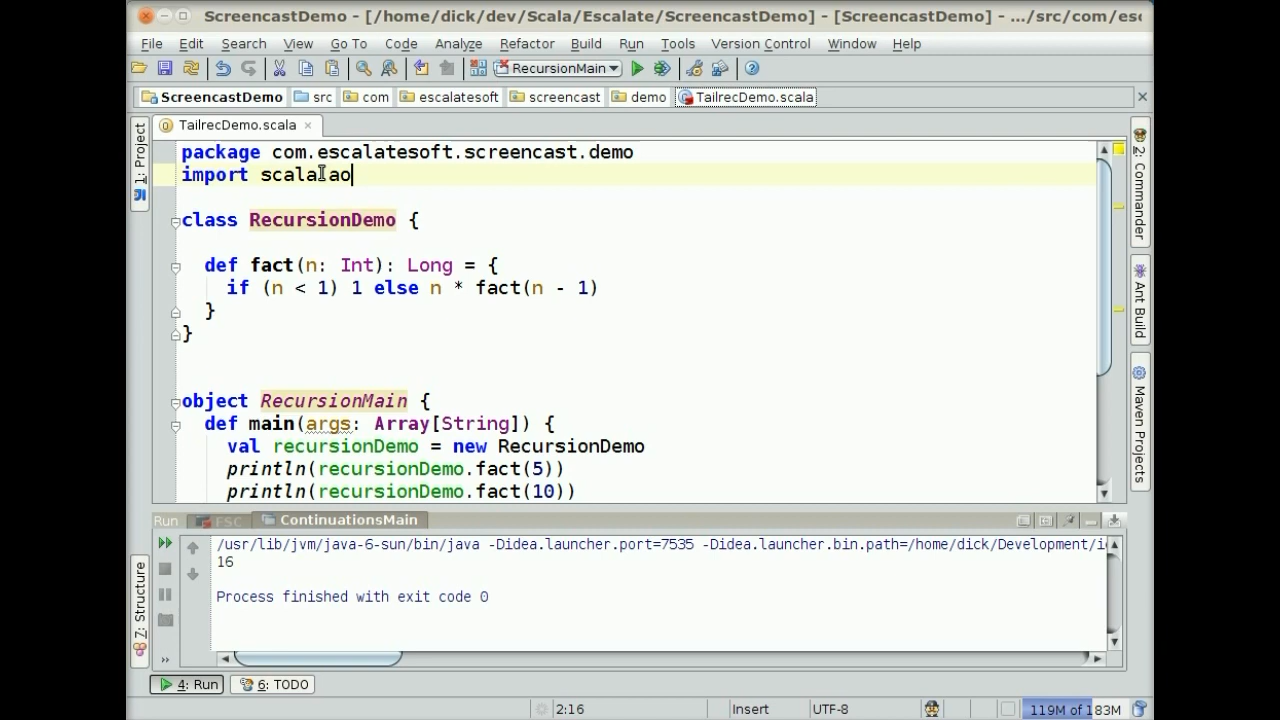 ScreencastDemo - [/home/dick/dev/Scala/Escalate/ScreencastDemo] - [ScreencastDemo] - .../src/com/esc
File Edit Search View Go To Code Analyze Refactor Build Run Tools Version Control Window Help
RecursionMain
ScreencastDemo src com escalatesoft screencast demo TailrecDemo.scala
TailrecDemo.scala
1: Project
package com.escalatesoft.screencast.demo
import scala.ao
class RecursionDemo {
def fact(n: Int): Long = {
if (n < 1) 1 else n * fact(n - 1)
}
}
object RecursionMain {
def main(args: Array[String]) {
val recursionDemo = new RecursionDemo
println(recursionDemo.fact(5))
println(recursionDemo.fact(10))
2: Commander
Ant Build
Maven Projects
Run FSC ContinuationsMain
/usr/lib/jvm/java-6-sun/bin/java -Didea.launcher.port=7535 -Didea.launcher.bin.path=/home/dick/Development/i
16
Process finished with exit code 0
7: Structure
4: Run 6: TODO
2:16 Insert UTF-8 119M of 183M